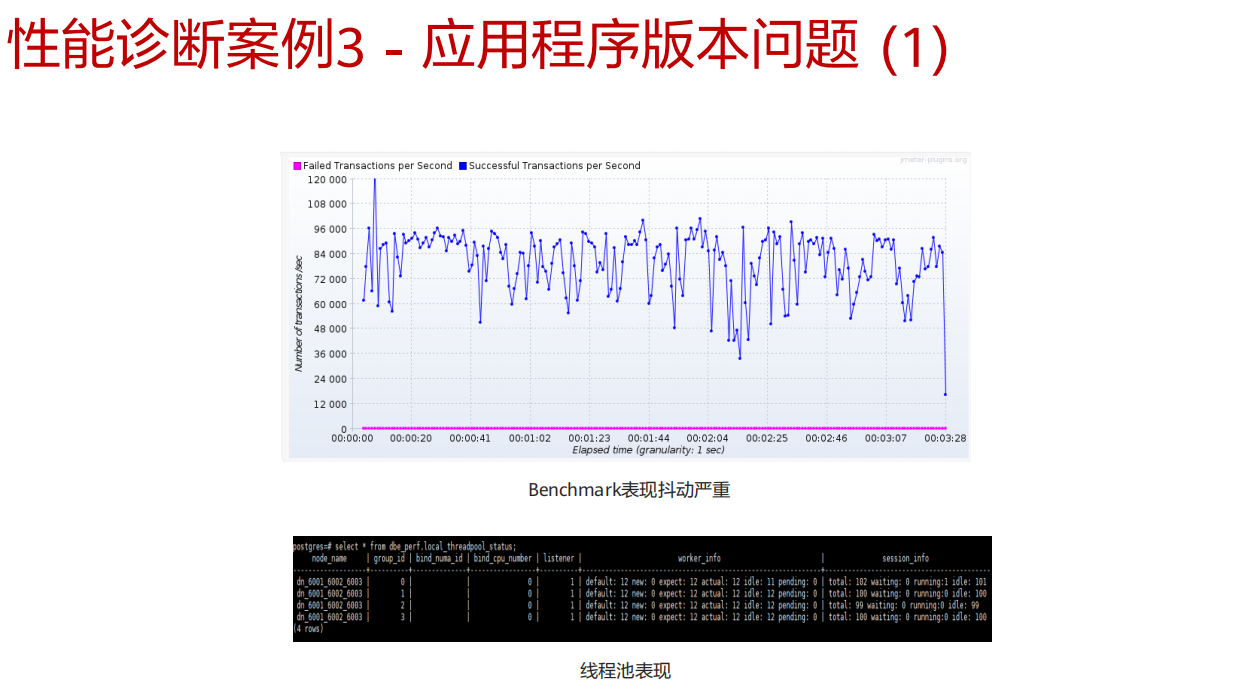 性能诊断案例3 - 应用程序版本问题 (1)
Failed Transactions per Second Successful Transactions per Second
jmeter-plugins.org
120 000
108 000
96 000
84 000
72 000
60 000
48 000
36 000
24 000
12 000
0
Number of transactions /sec
00:00:00 00:00:20 00:00:41 00:01:02 00:01:23 00:01:44 00:02:04 00:02:25 00:02:46 00:03:07 00:03:28
Elapsed time (granularity: 1 sec)
Benchmark表现抖动严重
postgres=# select * from dbe_perf.local_threadpool_status;
node_name | group_id | bind_numa_id | bind_cpu_number | listener | worker_info | session_info
dn_6001_6002_6003 | 0 | | 0 | 1 | default: 12 new: 0 expect: 12 actual: 12 idle: 11 pending: 0 | total: 102 waiting: 0 running:1 idle: 101
dn_6001_6002_6003 | 1 | | 0 | 1 | default: 12 new: 0 expect: 12 actual: 12 idle: 12 pending: 0 | total: 100 waiting: 0 running:0 idle: 100
dn_6001_6002_6003 | 2 | | 0 | 1 | default: 12 new: 0 expect: 12 actual: 12 idle: 12 pending: 0 | total: 99 waiting: 0 running:0 idle: 99
dn_6001_6002_6003 | 3 | | 0 | 1 | default: 12 new: 0 expect: 12 actual: 12 idle: 12 pending: 0 | total: 100 waiting: 0 running:0 idle: 100
(4 rows)
线程池表现